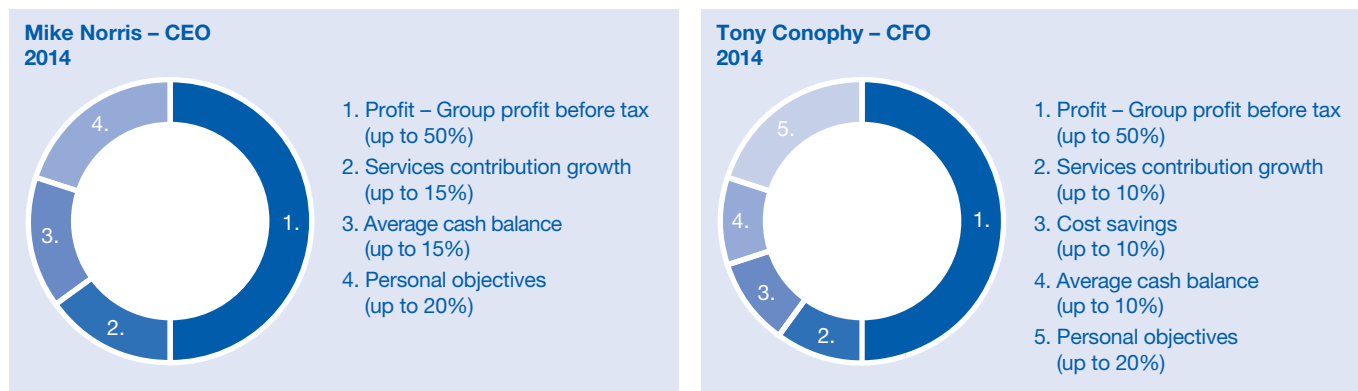 Mike Norris – CEO
2014
1. Profit – Group profit before tax
(up to 50%)
2. Services contribution growth
(up to 15%)
3. Average cash balance
(up to 15%)
4. Personal objectives
(up to 20%)
1.
2.
3.
4.
Tony Conophy – CFO
2014
1. Profit – Group profit before tax
(up to 50%)
2. Services contribution growth
(up to 10%)
3. Cost savings
(up to 10%)
4. Average cash balance
(up to 10%)
5. Personal objectives
(up to 20%)
1.
2.
3.
4.
5.